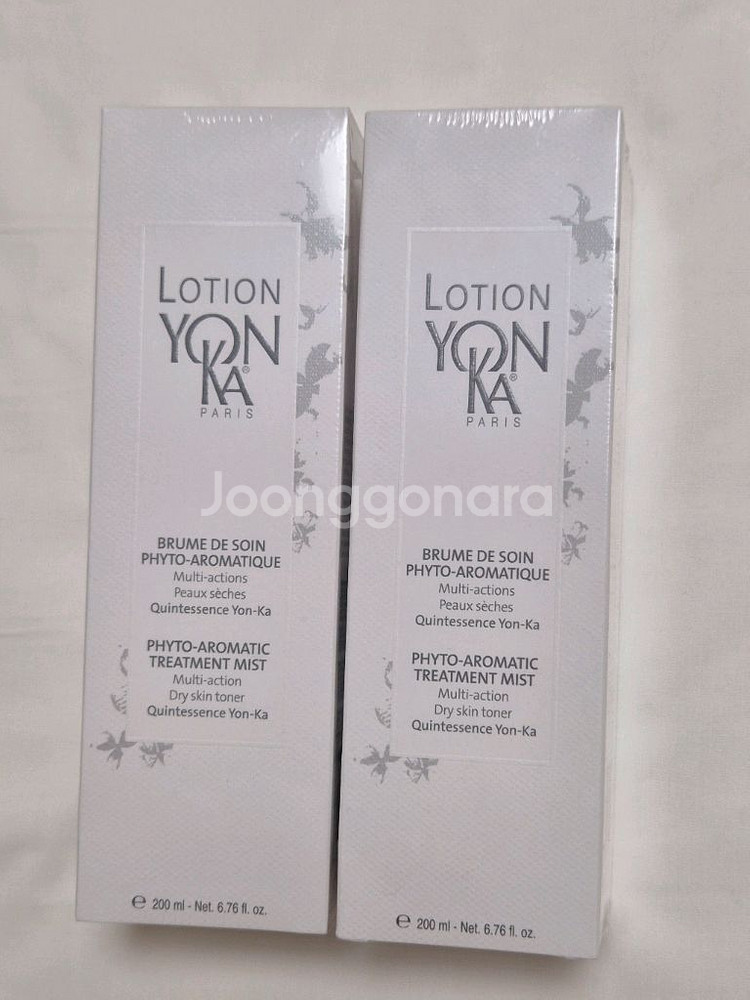 LOTION
YON
KA®
PARIS
BRUME DE SOIN
PHYTO-AROMATIQUE
Multi-actions
Peaux sèches
Quintessence Yon-Ka
PHYTO-AROMATIC
TREATMENT MIST
Multi-action
Dry skin toner
Quintessence Yon-Ka
℮ 200 ml - Net. 6.76 fl. oz.
LOTION
YON
KA®
PARIS
BRUME DE SOIN
PHYTO-AROMATIQUE
Multi-actions
Peaux sèches
Quintessence Yon-Ka
PHYTO-AROMATIC
TREATMENT MIST
Multi-action
Dry skin toner
Quintessence Yon-Ka
℮ 200 ml - Net. 6.76 fl. oz.
Joonggonara